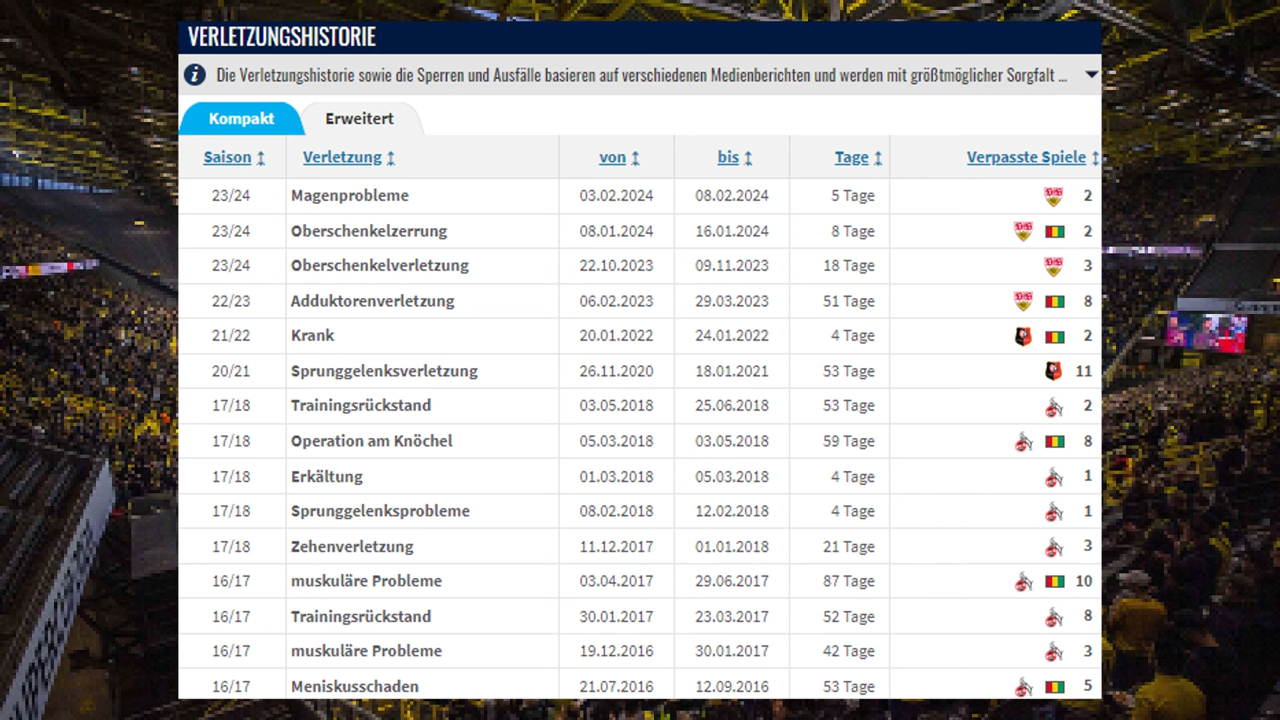 VERLETZUNGSHISTORIE
Die Verletzungshistorie sowie die Sperren und Ausfälle basieren auf verschiedenen Medienberichten und werden mit größtmöglicher Sorgfalt ...
Kompakt Erweitert
Saison Verletzung von bis Tage Verpasste Spiele
23/24 Magenprobleme 03.02.2024 08.02.2024 5 Tage 2
23/24 Oberschenkelzerrung 08.01.2024 16.01.2024 8 Tage 2
23/24 Oberschenkelverletzung 22.10.2023 09.11.2023 18 Tage 3
22/23 Adduktorenverletzung 06.02.2023 29.03.2023 51 Tage 8
21/22 Krank 20.01.2022 24.01.2022 4 Tage 2
20/21 Sprunggelenksverletzung 26.11.2020 18.01.2021 53 Tage 11
17/18 Trainingsrückstand 03.05.2018 25.06.2018 53 Tage 2
17/18 Operation am Knöchel 05.03.2018 03.05.2018 59 Tage 8
17/18 Erkältung 01.03.2018 05.03.2018 4 Tage 1
17/18 Sprunggelenksprobleme 08.02.2018 12.02.2018 4 Tage 1
17/18 Zehenverletzung 11.12.2017 01.01.2018 21 Tage 3
16/17 muskuläre Probleme 03.04.2017 29.06.2017 87 Tage 10
16/17 Trainingsrückstand 30.01.2017 23.03.2017 52 Tage 8
16/17 muskuläre Probleme 19.12.2016 30.01.2017 42 Tage 3
16/17 Meniskusschaden 21.07.2016 12.09.2016 53 Tage 5